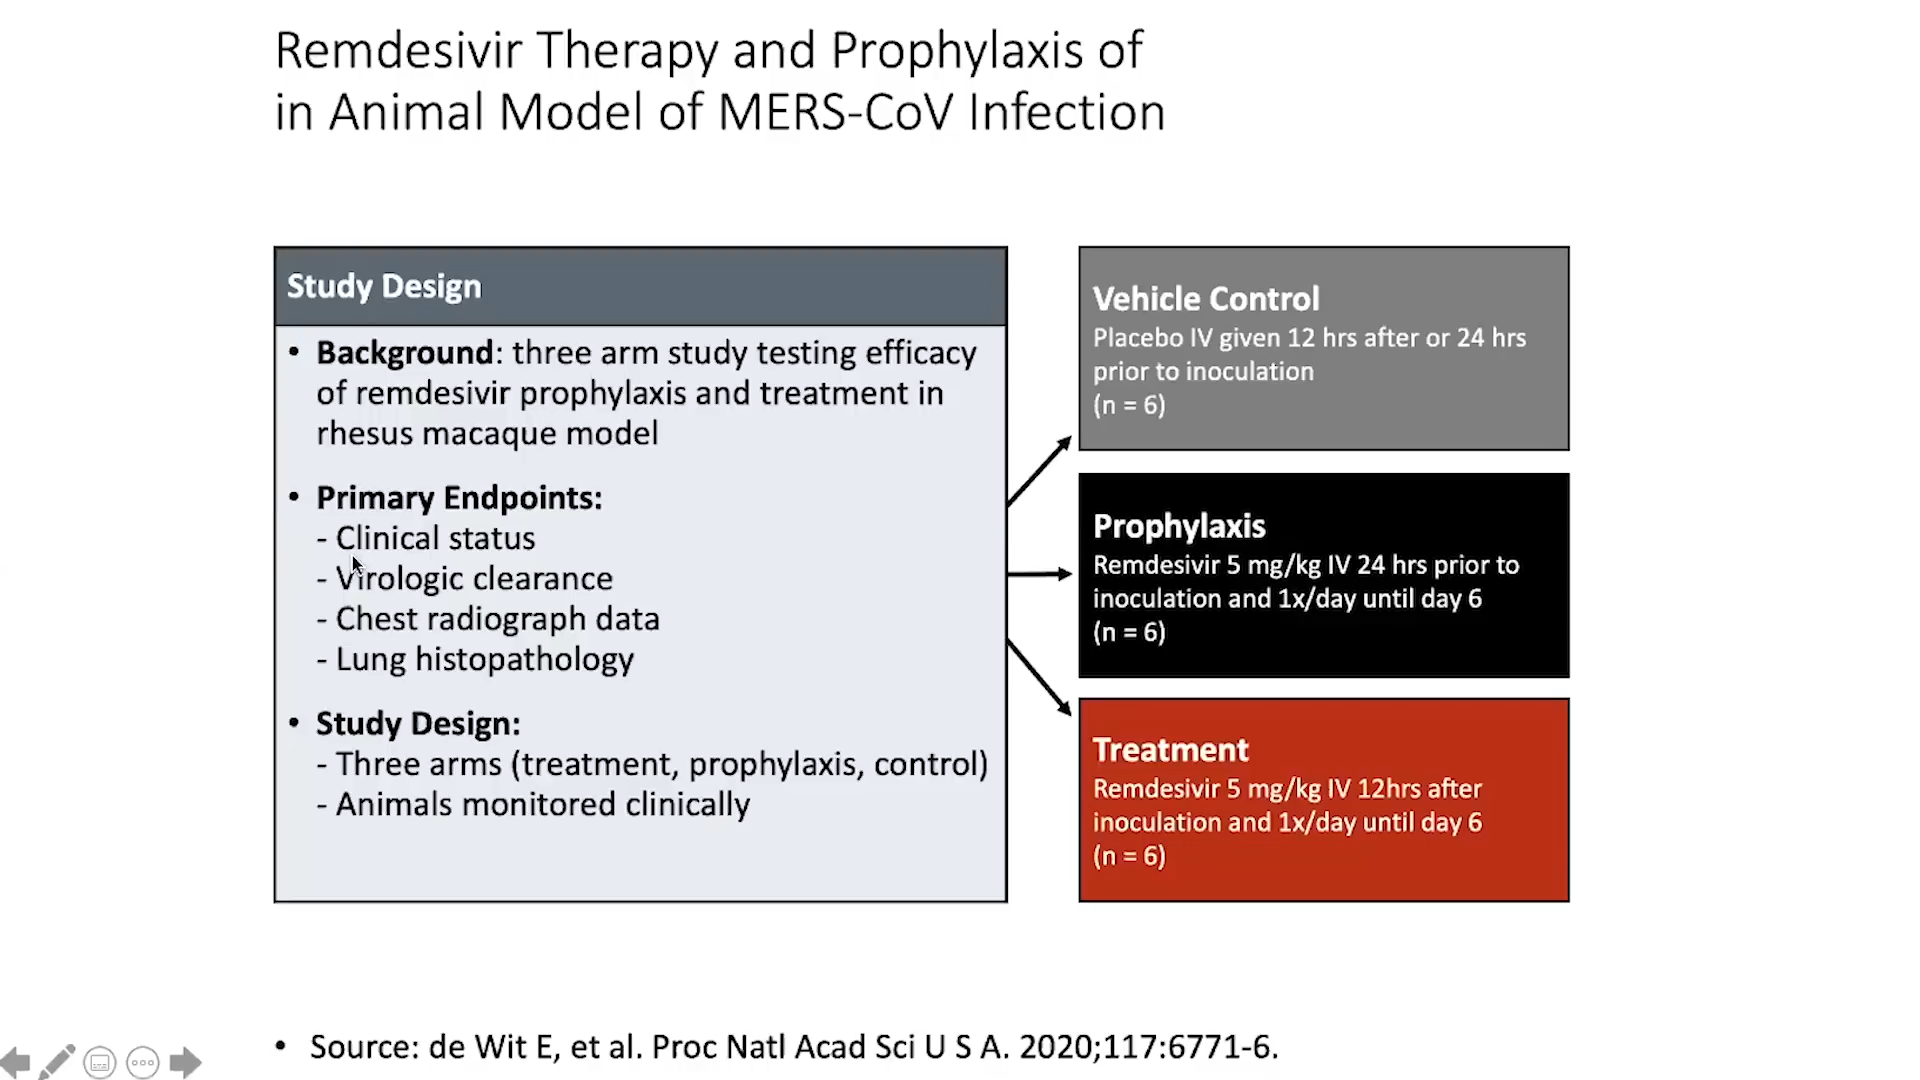 Remdesivir Therapy and Prophylaxis of
in Animal Model of MERS-CoV Infection
Study Design
• Background: three arm study testing efficacy
of remdesivir prophylaxis and treatment in
rhesus macaque model
• Primary Endpoints:
- Clinical status
- Virologic clearance
- Chest radiograph data
- Lung histopathology
• Study Design:
- Three arms (treatment, prophylaxis, control)
- Animals monitored clinically
Vehicle Control
Placebo IV given 12 hrs after or 24 hrs
prior to inoculation
(n = 6)
Prophylaxis
Remdesivir 5 mg/kg IV 24 hrs prior to
inoculation and 1x/day until day 6
(n = 6)
Treatment
Remdesivir 5 mg/kg IV 12hrs after
inoculation and 1x/day until day 6
(n = 6)
• Source: de Wit E, et al. Proc Natl Acad Sci U S A. 2020;117:6771-6.